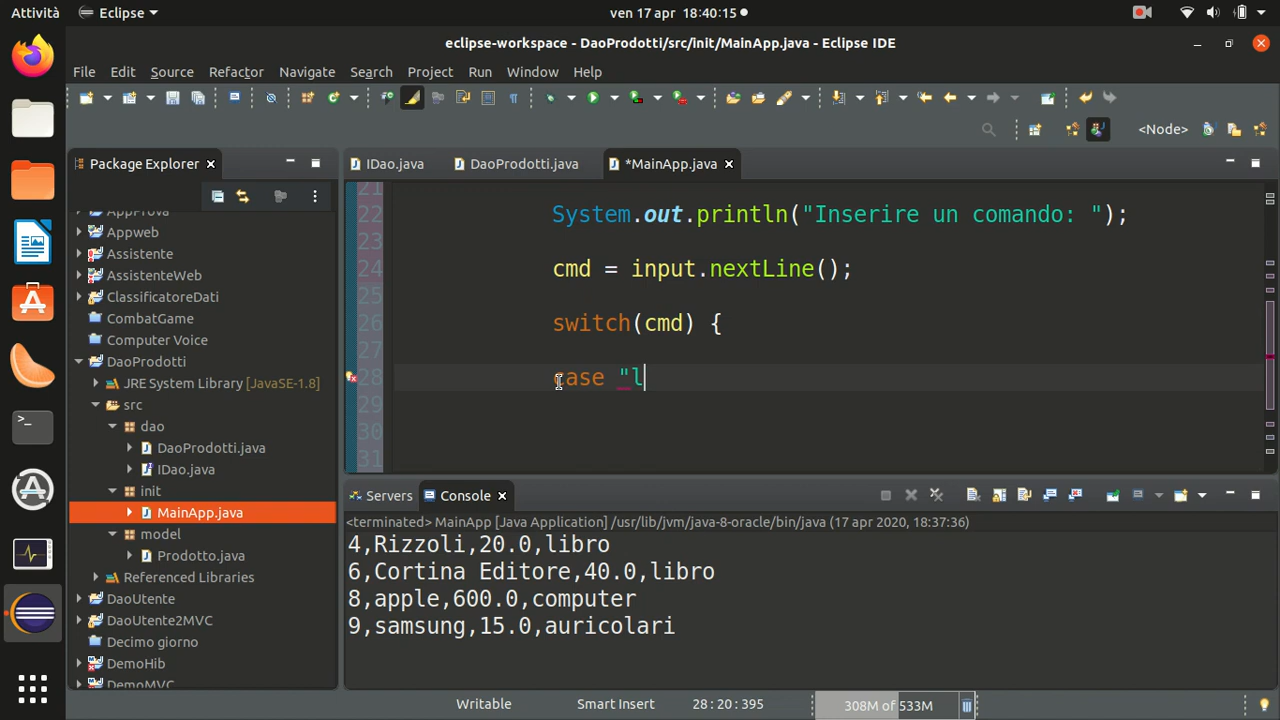 Attività Eclipse ven 17 apr 18:40:15
eclipse-workspace - DaoProdotti/src/init/MainApp.java - Eclipse IDE
File Edit Source Refactor Navigate Search Project Run Window Help
<Node>
Package Explorer
IDao.java DaoProdotti.java *MainApp.java
AppProva
Appweb
Assistente
AssistenteWeb
ClassificatoreDati
CombatGame
Computer Voice
DaoProdotti
JRE System Library [JavaSE-1.8]
src
dao
DaoProdotti.java
IDao.java
init
MainApp.java
model
Prodotto.java
Referenced Libraries
DaoUtente
DaoUtente2MVC
Decimo giorno
DemoHib
DemoMVC
21
22 System.out.println("Inserire un comando: ");
23
24 cmd = input.nextLine();
25
26 switch(cmd) {
27
28 case "l
29
30
31
Servers Console
<terminated> MainApp [Java Application] /usr/lib/jvm/java-8-oracle/bin/java (17 apr 2020, 18:37:36)
4,Rizzoli,20.0,libro
6,Cortina Editore,40.0,libro
8,apple,600.0,computer
9,samsung,15.0,auricolari
Writable Smart Insert 28:20:395 308M of 533M